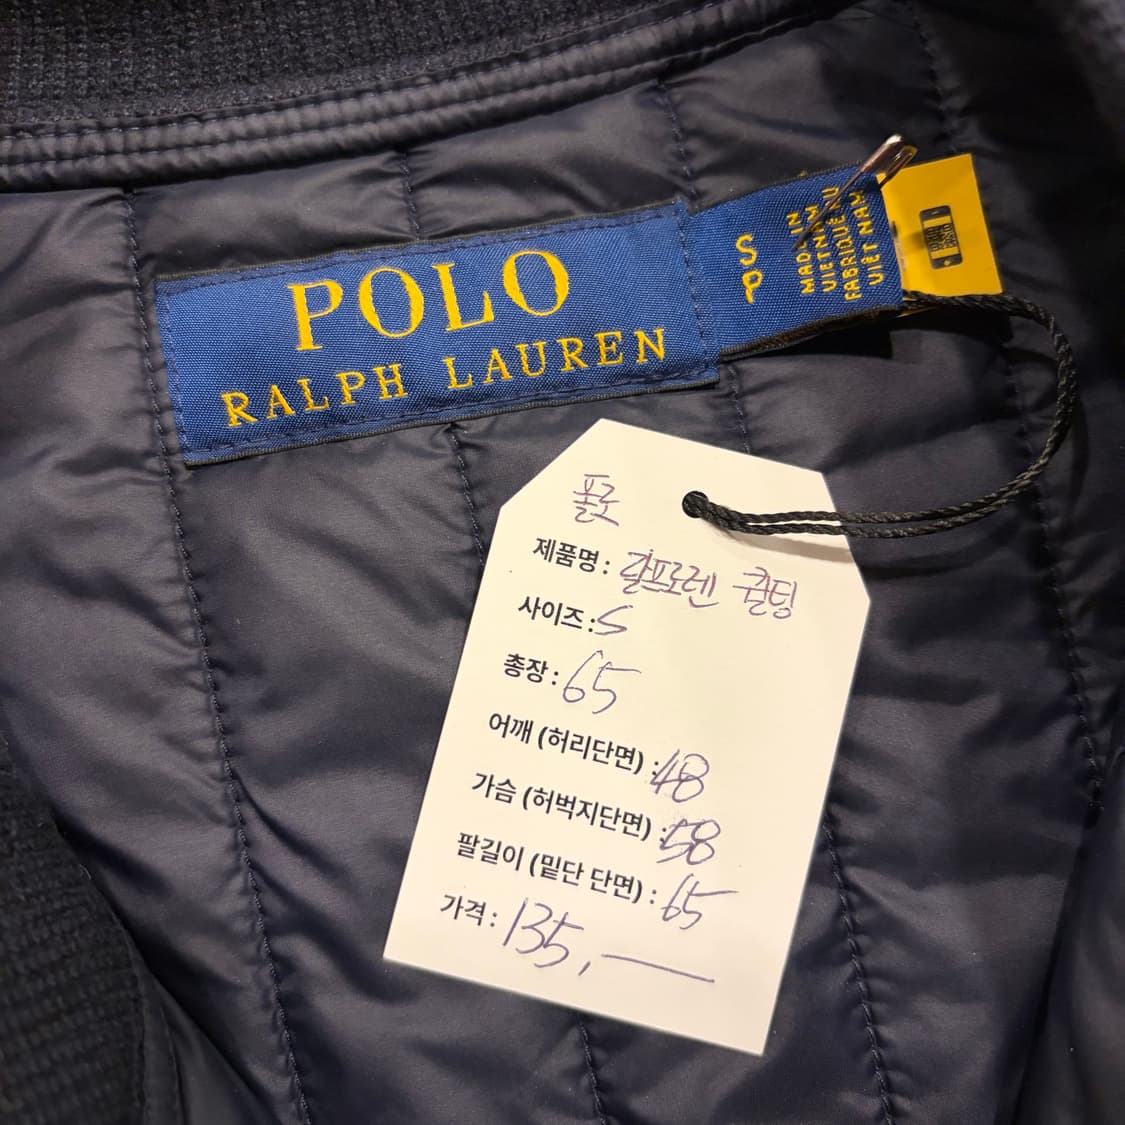 POLO
RALPH LAUREN
S
P
MADE IN
VIETNAM
FABRIQUÉ AU
VIÊT NAM
폴로
제품명 : 랄프로렌 퀼팅
사이즈 : S
총장 : 65
어깨 (허리단면) : 48
가슴 (허벅지단면) : 58
팔길이 (밑단 단면) : 65
가격 : 135,—